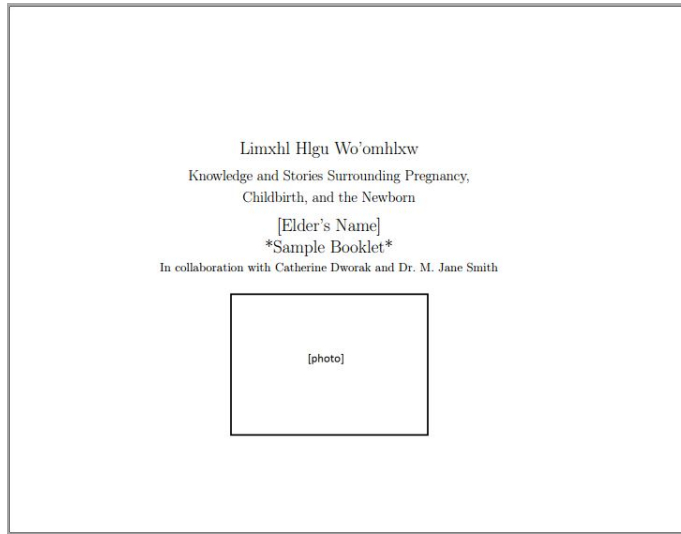 Limxhl Hlgu Wo'omhlxw
Knowledge and Stories Surrounding Pregnancy,
Childbirth, and the Newborn
[Elder's Name]
*Sample Booklet*
In collaboration with Catherine Dworak and Dr. M. Jane Smith
[photo]